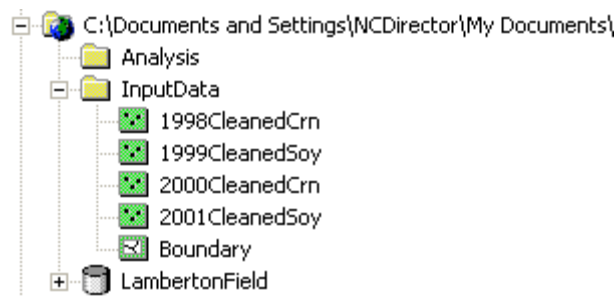 C:\Documents and Settings\NCDirector\My Documents\
Analysis
InputData
1998CleanedCrn
1999CleanedSoy
2000CleanedCrn
2001CleanedSoy
Boundary
LambertonField